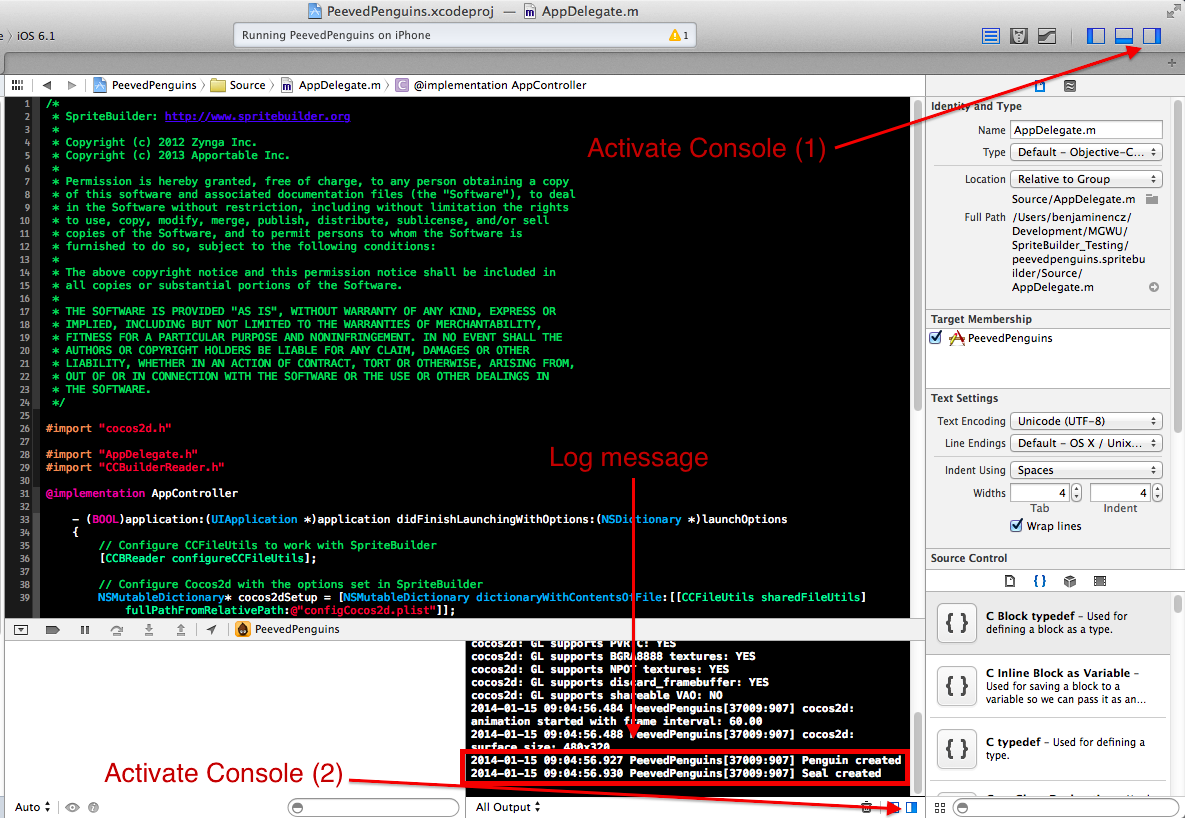 PeevedPenguins.xcodeproj — AppDelegate.m
iOS 6.1
Running PeevedPenguins on iPhone
1
PeevedPenguins
Source
AppDelegate.m
@implementation AppController
1 /*
2 * SpriteBuilder: http://www.spritebuilder.org
3 *
4 * Copyright (c) 2012 Zynga Inc.
5 * Copyright (c) 2013 Apportable Inc.
6 *
7 * Permission is hereby granted, free of charge, to any person obtaining a copy
8 * of this software and associated documentation files (the "Software"), to deal
9 * in the Software without restriction, including without limitation the rights
10 * to use, copy, modify, merge, publish, distribute, sublicense, and/or sell
11 * copies of the Software, and to permit persons to whom the Software is
12 * furnished to do so, subject to the following conditions:
13 *
14 * The above copyright notice and this permission notice shall be included in
15 * all copies or substantial portions of the Software.
16 *
17 * THE SOFTWARE IS PROVIDED "AS IS", WITHOUT WARRANTY OF ANY KIND, EXPRESS OR
18 * IMPLIED, INCLUDING BUT NOT LIMITED TO THE WARRANTIES OF MERCHANTABILITY,
19 * FITNESS FOR A PARTICULAR PURPOSE AND NONINFRINGEMENT. IN NO EVENT SHALL THE
20 * AUTHORS OR COPYRIGHT HOLDERS BE LIABLE FOR ANY CLAIM, DAMAGES OR OTHER
21 * LIABILITY, WHETHER IN AN ACTION OF CONTRACT, TORT OR OTHERWISE, ARISING FROM,
22 * OUT OF OR IN CONNECTION WITH THE SOFTWARE OR THE USE OR OTHER DEALINGS IN
23 * THE SOFTWARE.
24 */
25
26 #import "cocos2d.h"
27
28 #import "AppDelegate.h"
29 #import "CCBuilderReader.h"
30
31 @implementation AppController
32
33 - (BOOL)application:(UIApplication *)application didFinishLaunchingWithOptions:(NSDictionary *)launchOptions
34 {
35 // Configure CCFileUtils to work with SpriteBuilder
36 [CCBReader configureCCFileUtils];
37
38 // Configure Cocos2d with the options set in SpriteBuilder
39 NSMutableDictionary* cocos2dSetup = [NSMutableDictionary dictionaryWithContentsOfFile:[[CCFileUtils sharedFileUtils]
fullPathFromRelativePath:@"configCocos2d.plist"]];
Activate Console (1)
Log message
Activate Console (2)
PeevedPenguins
cocos2d: GL supports PVRTC: YES
cocos2d: GL supports BGRA8888 textures: YES
cocos2d: GL supports NPOT textures: YES
cocos2d: GL supports discard_framebuffer: YES
cocos2d: GL supports shareable VAO: NO
2014-01-15 09:04:56.484 PeevedPenguins[37009:907] cocos2d:
animation started with frame interval: 60.00
2014-01-15 09:04:56.488 PeevedPenguins[37009:907] cocos2d:
surface size: 480x320
2014-01-15 09:04:56.927 PeevedPenguins[37009:907] Penguin created
2014-01-15 09:04:56.930 PeevedPenguins[37009:907] Seal created
Auto
All Output
Identity and Type
Name AppDelegate.m
Type Default - Objective-C...
Location Relative to Group
Source/AppDelegate.m
Full Path /Users/benjaminencz/
Development/MGWU/
SpriteBuilder_Testing/
peevedpenguins.spritebu
ilder/Source/
AppDelegate.m
Target Membership
PeevedPenguins
Text Settings
Text Encoding Unicode (UTF-8)
Line Endings Default - OS X / Unix...
Indent Using Spaces
Widths 4 4
Tab Indent
Wrap lines
Source Control
{ }
{ } C Block typedef - Used for
defining a block as a type.
{ } C Inline Block as Variable -
Used for saving a block to a
variable so we can pass it as an...
{ } C typedef - Used for defining a
type.